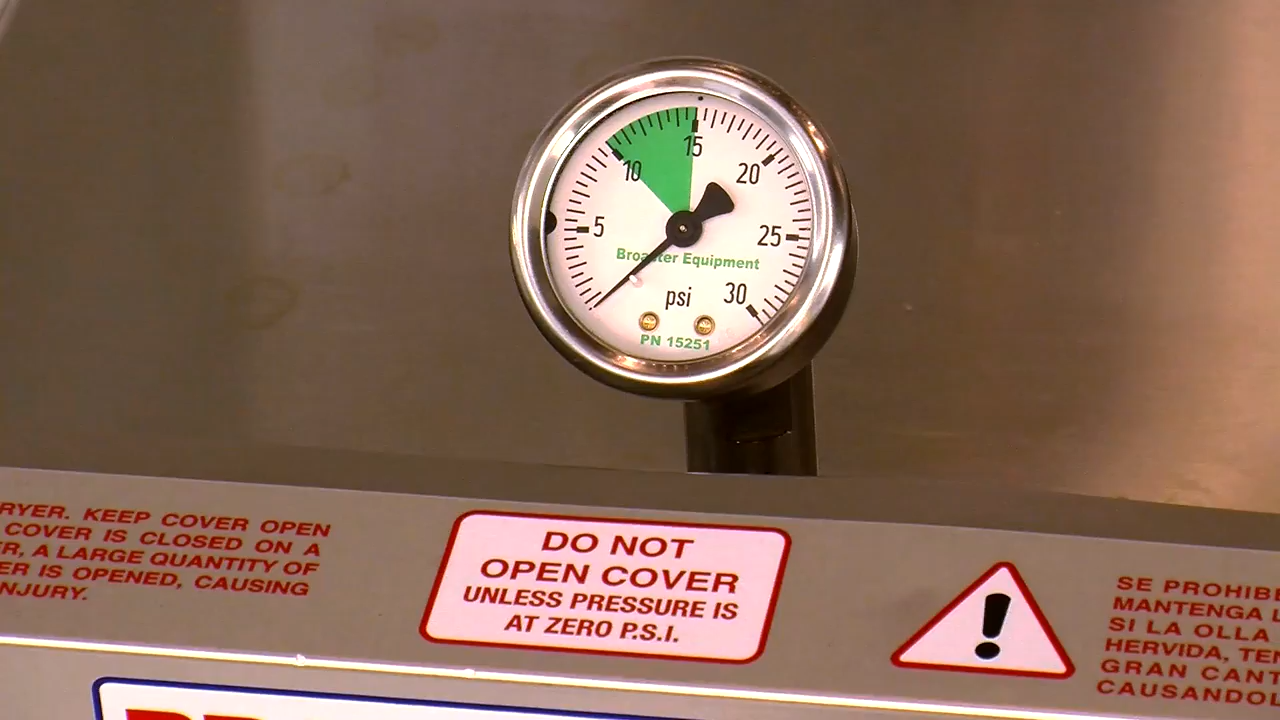 15
10
20
5
25
Broaster Equipment
30
psi
PN 15251
RYER. KEEP COVER OPEN
COVER IS CLOSED ON A
R, A LARGE QUANTITY OF
ER IS OPENED, CAUSING
NJURY.
DO NOT
OPEN COVER
UNLESS PRESSURE IS
AT ZERO P.S.I.
!
SE PROHIBE
MANTENGA L
SI LA OLLA
HERVIDA, TEN
GRAN CANT
CAUSANDOL